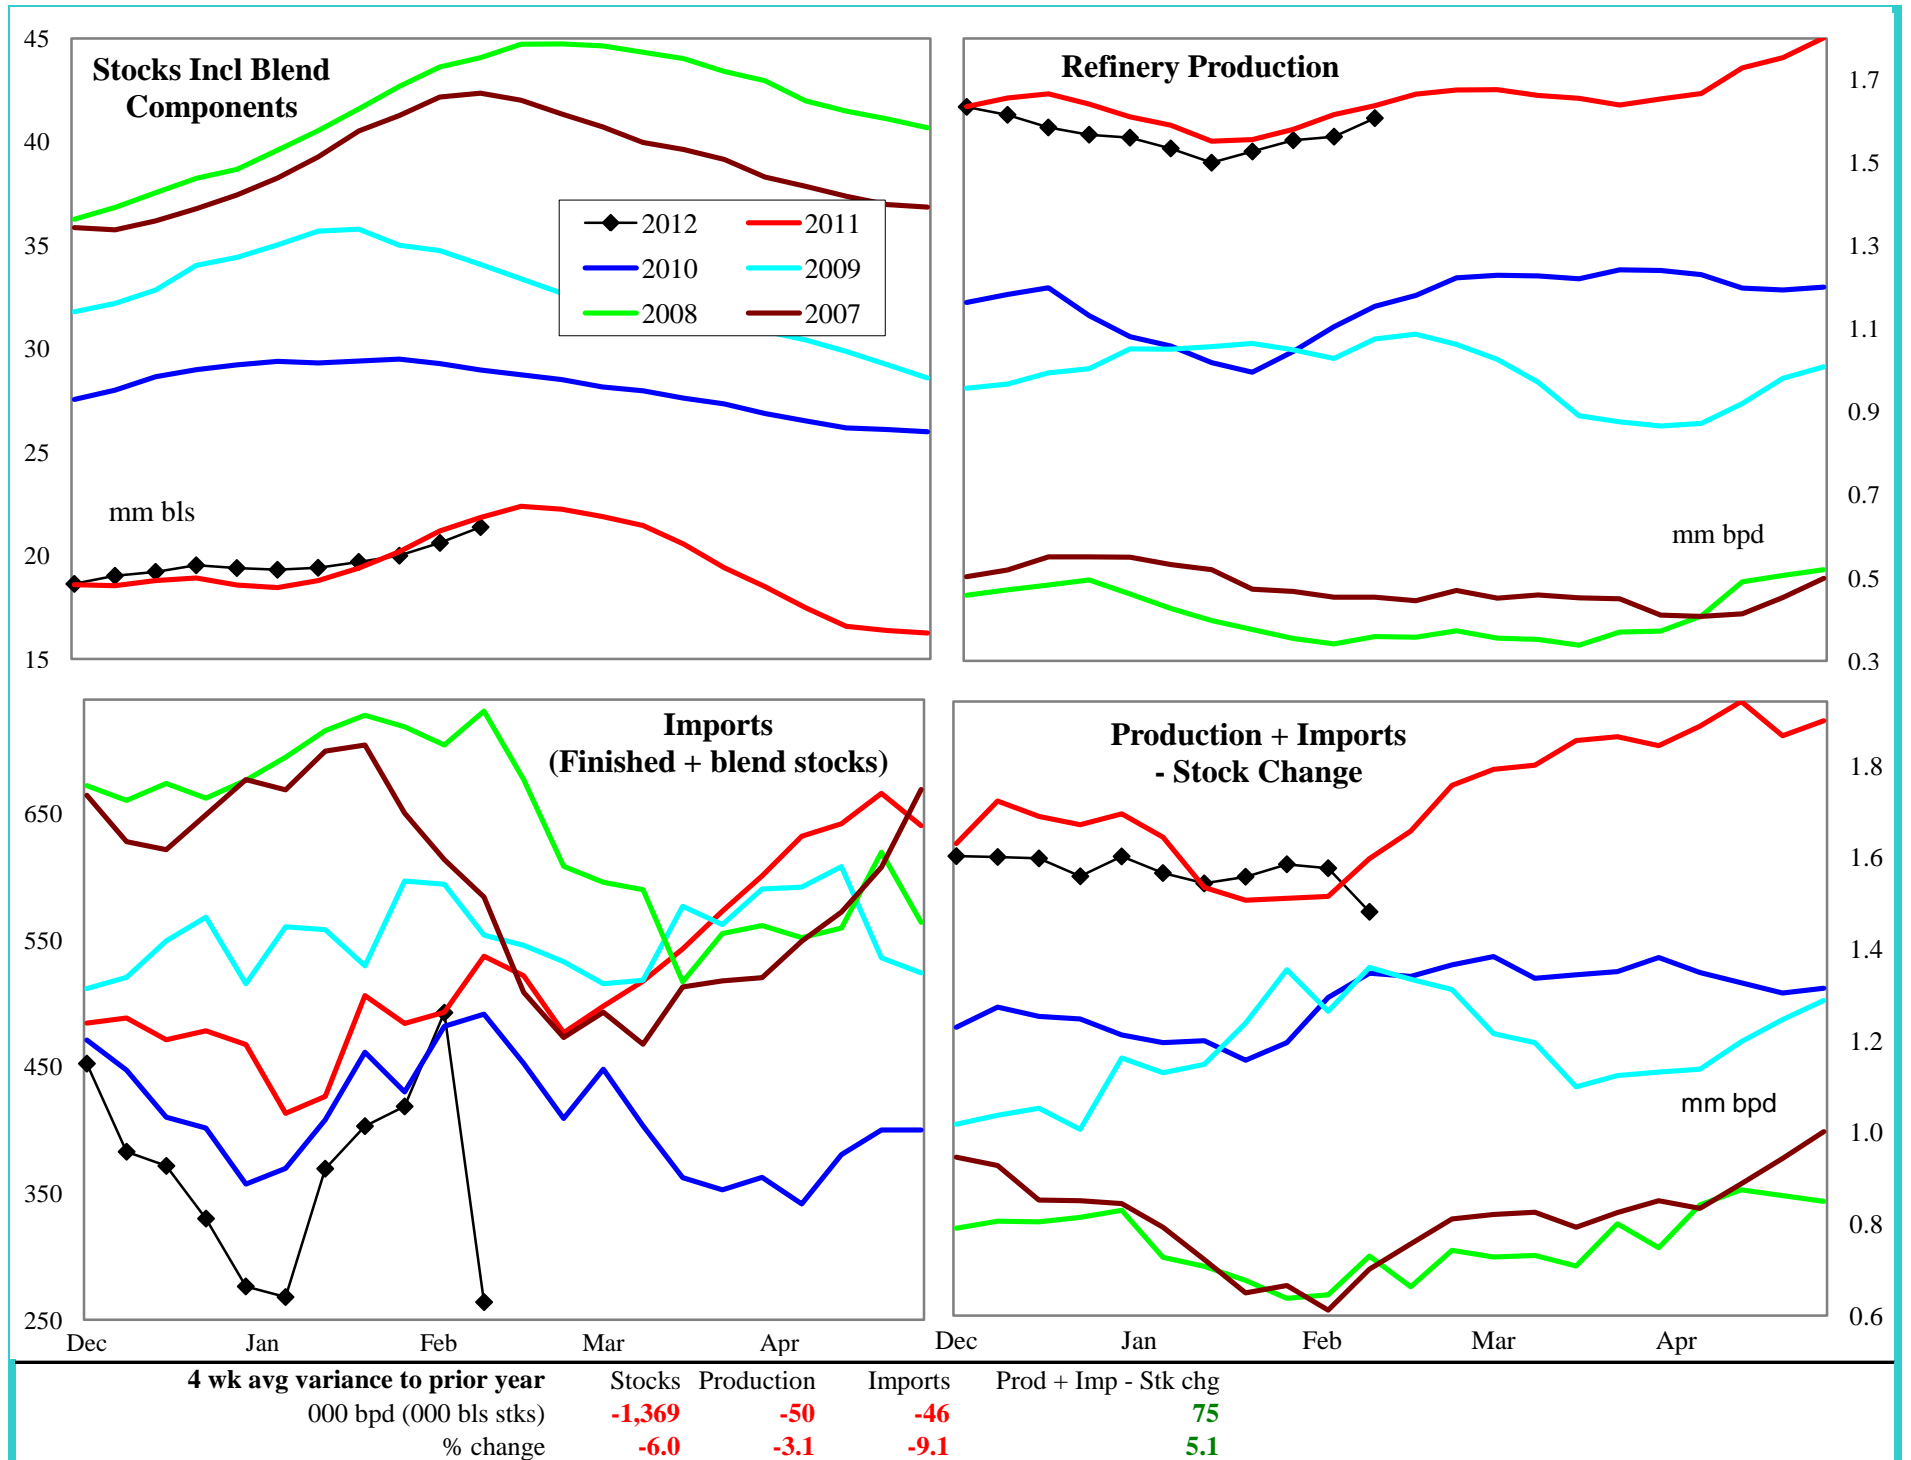 Stocks Incl Blend
Components
45
40
35
30
25
20
15
mm bls
2012
2011
2010
2009
2008
2007
Refinery Production
1.7
1.5
1.3
1.1
0.9
0.7
0.5
0.3
mm bpd
Imports
(Finished + blend stocks)
650
550
450
350
250
Dec Jan Feb Mar Apr
Production + Imports
- Stock Change
1.8
1.6
1.4
1.2
1.0
0.8
0.6
mm bpd
Dec Jan Feb Mar Apr
4 wk avg variance to prior year Stocks Production Imports Prod + Imp - Stk chg
000 bpd (000 bls stks) -1,369 -50 -46 75
% change -6.0 -3.1 -9.1 5.1